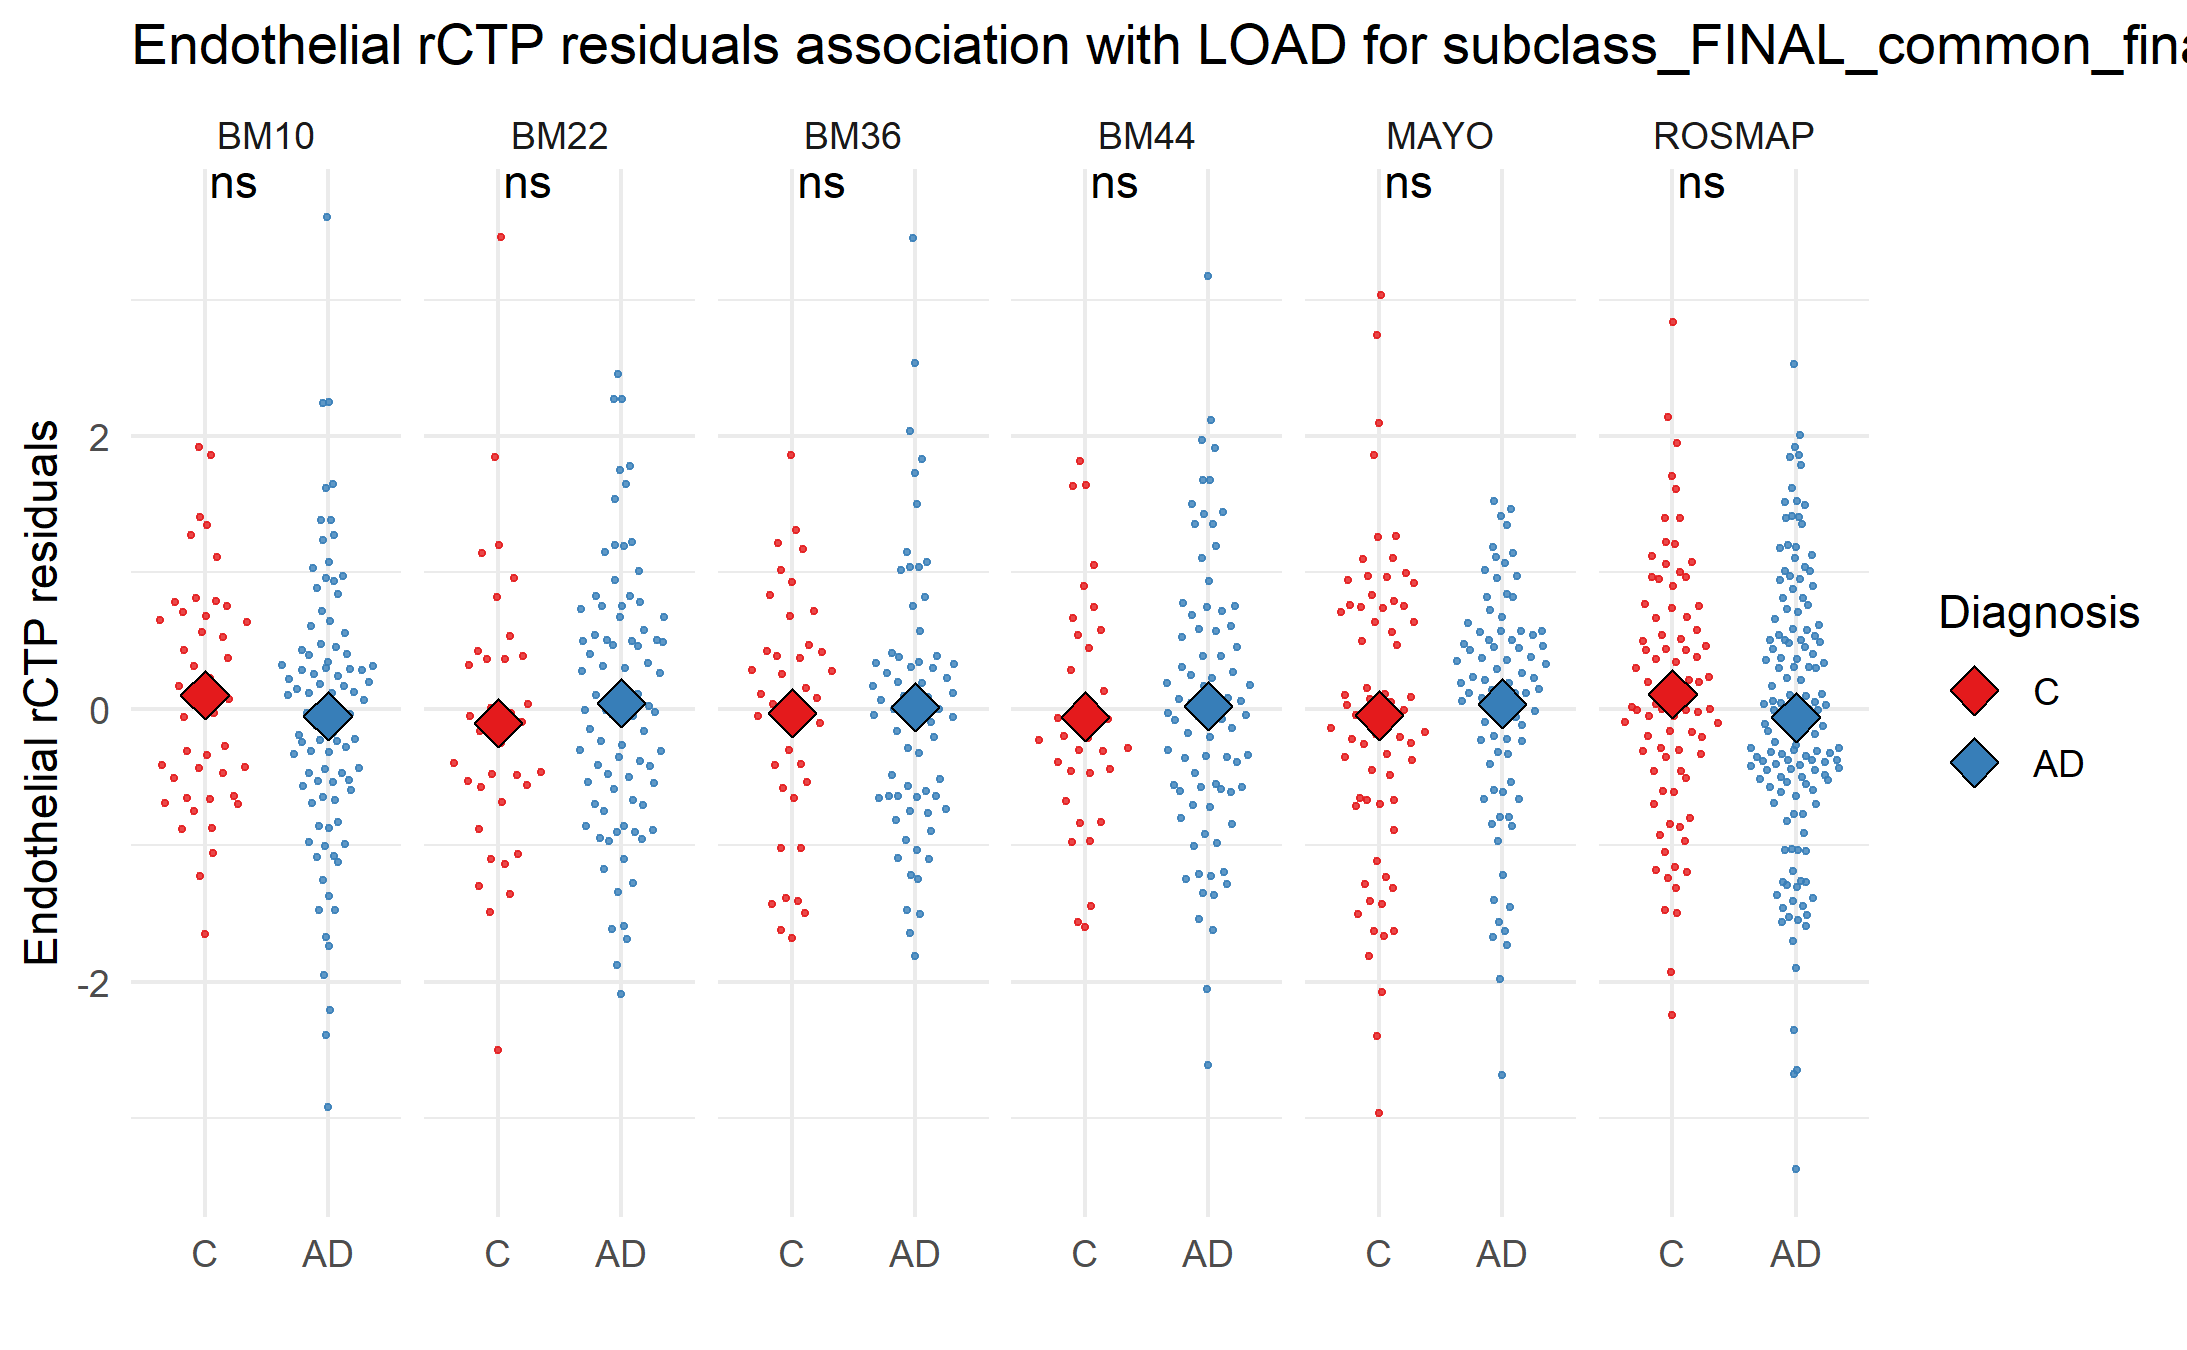 Endothelial rCTP residuals association with LOAD for subclass_FINAL_common_fina
BM10 BM22 BM36 BM44 MAYO ROSMAP
ns ns ns ns ns ns
Endothelial rCTP residuals
2
0
-2
C AD C AD C AD C AD C AD C AD
Diagnosis
C
AD